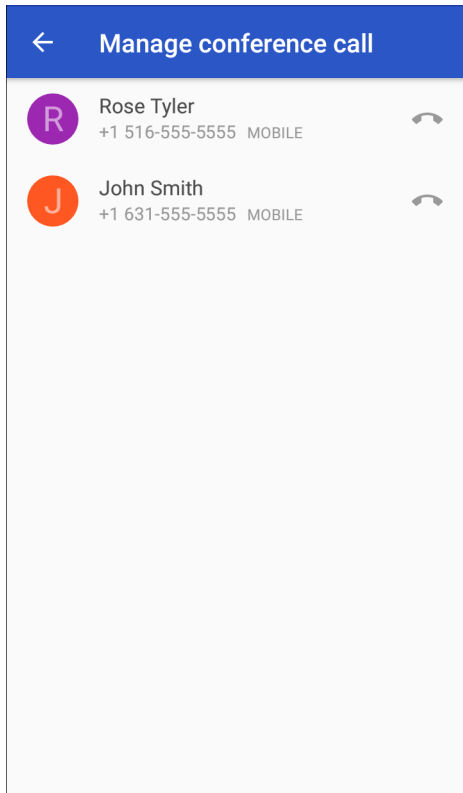 Manage conference call
R
Rose Tyler
+1 516-555-5555 MOBILE
J
John Smith
+1 631-555-5555 MOBILE